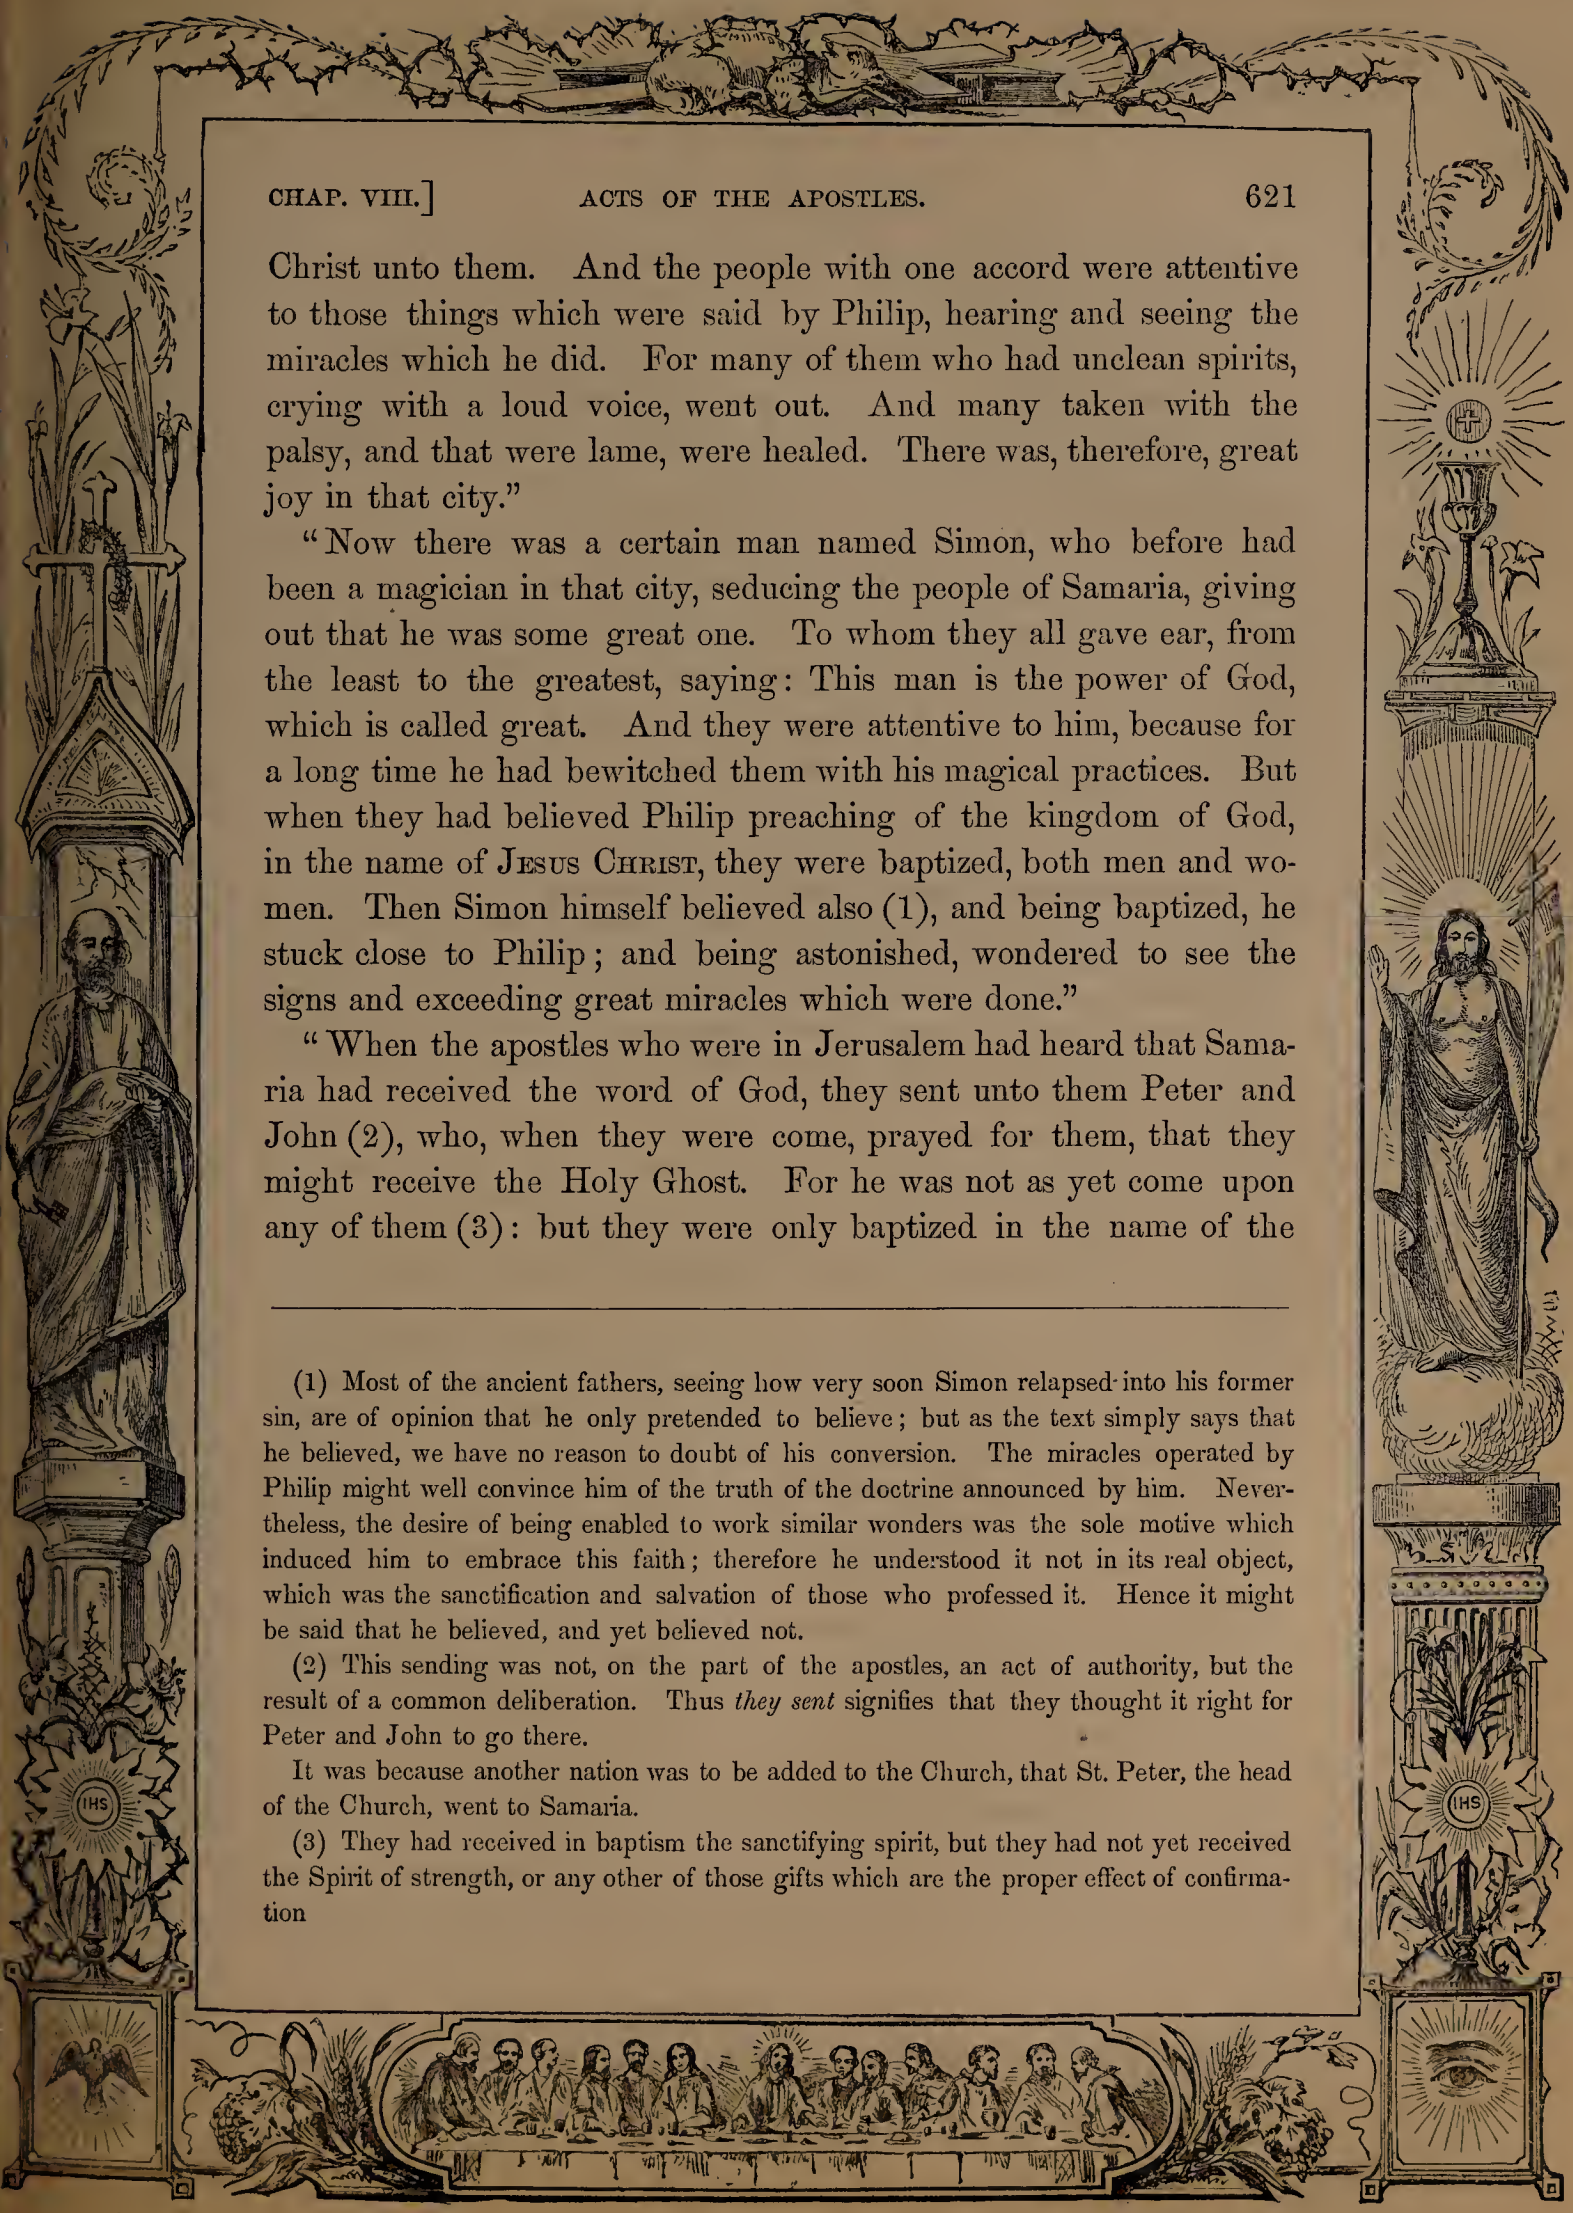 CHAP. VIII.] ACTS OF THE APOSTLES. 621
Christ unto them. And the people with one accord were attentive
to those things which were said by Philip, hearing and seeing the
miracles which he did. For many of them who had unclean spirits,
crying with a loud voice, went out. And many taken with the
palsy, and that were lame, were healed. There was, therefore, great
joy in that city.”
“Now there was a certain man named Simon, who before had
been a magician in that city, seducing the people of Samaria, giving
out that he was some great one. To whom they all gave ear, from
the least to the greatest, saying: This man is the power of God,
which is called great. And they were attentive to him, because for
a long time he had bewitched them with his magical practices. But
when they had believed Philip preaching of the kingdom of God,
in the name of JESUS CHRIST, they were baptized, both men and wo-
men. Then Simon himself believed also (1), and being baptized, he
stuck close to Philip; and being astonished, wondered to see the
signs and exceeding great miracles which were done.”
“When the apostles who were in Jerusalem had heard that Sama-
ria had received the word of God, they sent unto them Peter and
John (2), who, when they were come, prayed for them, that they
might receive the Holy Ghost. For he was not as yet come upon
any of them (3): but they were only baptized in the name of the
(1) Most of the ancient fathers, seeing how very soon Simon relapsed into his former
sin, are of opinion that he only pretended to believe; but as the text simply says that
he believed, we have no reason to doubt of his conversion. The miracles operated by
Philip might well convince him of the truth of the doctrine announced by him. Never-
theless, the desire of being enabled to work similar wonders was the sole motive which
induced him to embrace this faith; therefore he understood it not in its real object,
which was the sanctification and salvation of those who professed it. Hence it might
be said that he believed, and yet believed not.
(2) This sending was not, on the part of the apostles, an act of authority, but the
result of a common deliberation. Thus they sent signifies that they thought it right for
Peter and John to go there.
It was because another nation was to be added to the Church, that St. Peter, the head
of the Church, went to Samaria.
(3) They had received in baptism the sanctifying spirit, but they had not yet received
the Spirit of strength, or any other of those gifts which are the proper effect of confirma-
tion
IHS
IHS